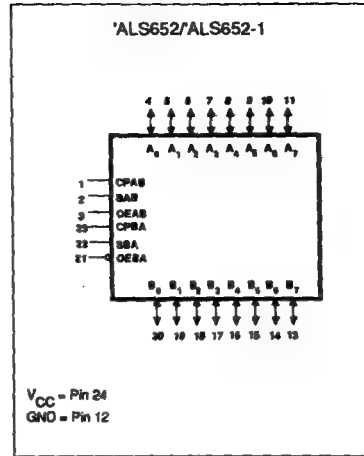 'ALS652/'ALS652-1
4 5 6 7 8 9 10 11
A₀ A₁ A₂ A₃ A₄ A₅ A₆ A₇
1 CPAB
2 SAB
3 OEAB
23 CPBA
22 SBA
21 OEBA
B₀ B₁ B₂ B₃ B₄ B₅ B₆ B₇
20 19 18 17 16 15 14 13
VCC = Pin 24
GND = Pin 12